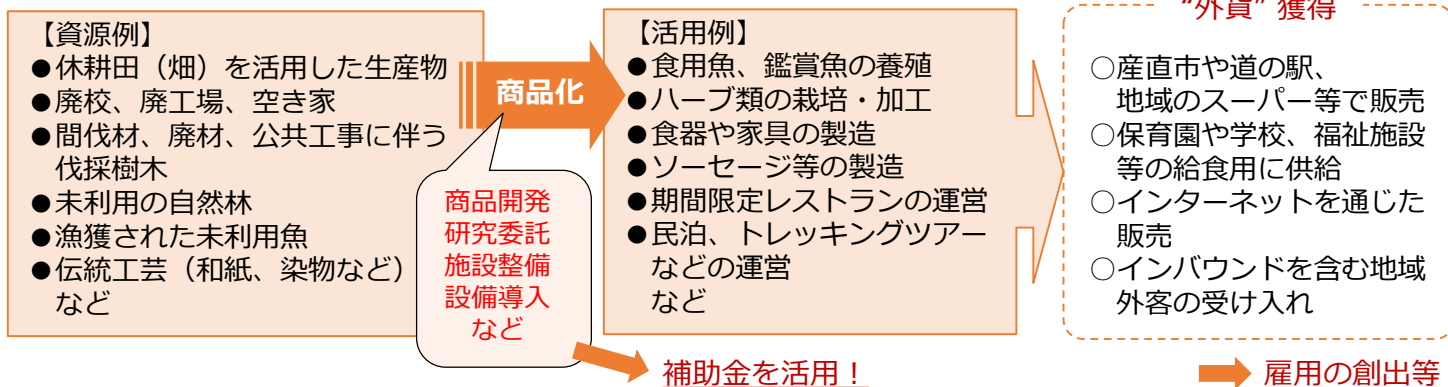 【資源例】
●休耕田（畑）を活用した生産物
●廃校、廃工場、空き家
●間伐材、廃材、公共工事に伴う
伐採樹木
●未利用の自然林
●漁獲された未利用魚
●伝統工芸（和紙、染物など）
など
商品化
商品開発
研究委託
施設整備
設備導入
など
【活用例】
●食用魚、鑑賞魚の養殖
●ハーブ類の栽培・加工
●食器や家具の製造
●ソーセージ等の製造
●期間限定レストランの運営
●民泊、トレッキングツアー
などの運営
など
補助金を活用！
“外貨” 獲得
○産直市や道の駅、
地域のスーパー等で販売
○保育園や学校、福祉施設
等の給食用に供給
○インターネットを通じた
販売
○インバウンドを含む地域
外客の受け入れ
雇用の創出等